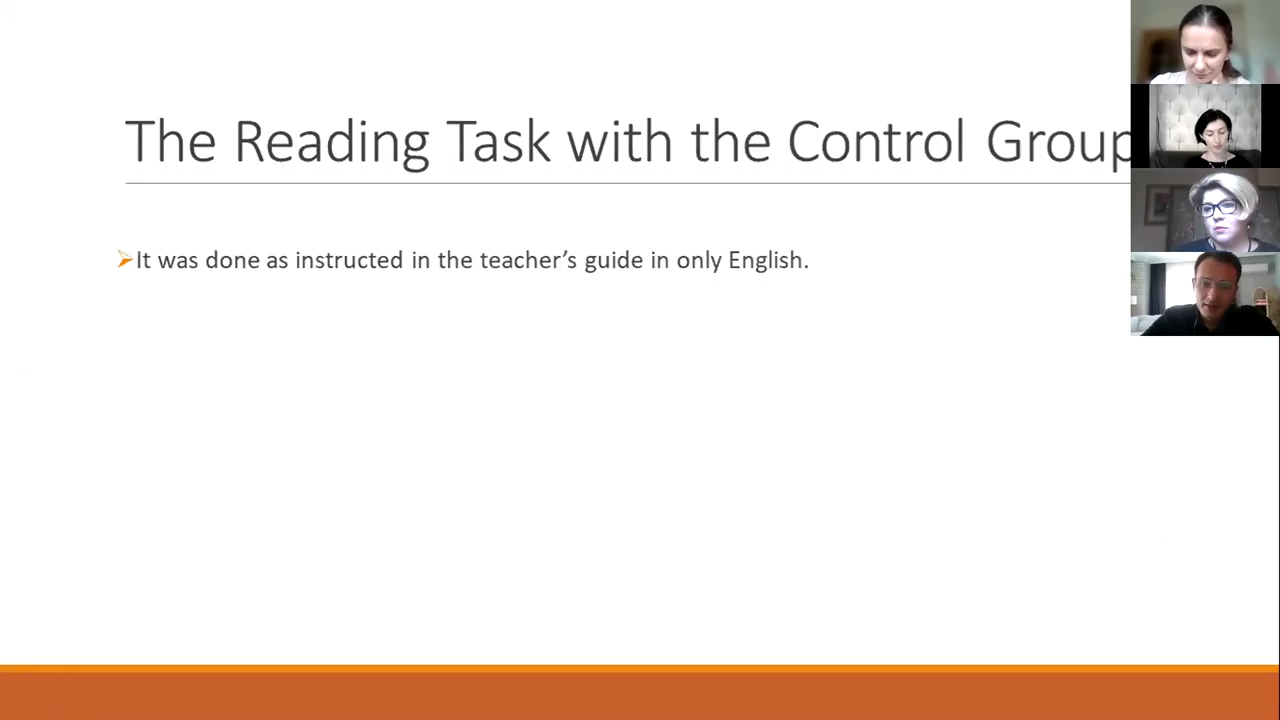 The Reading Task with the Control Group
It was done as instructed in the teacher’s guide in only English.